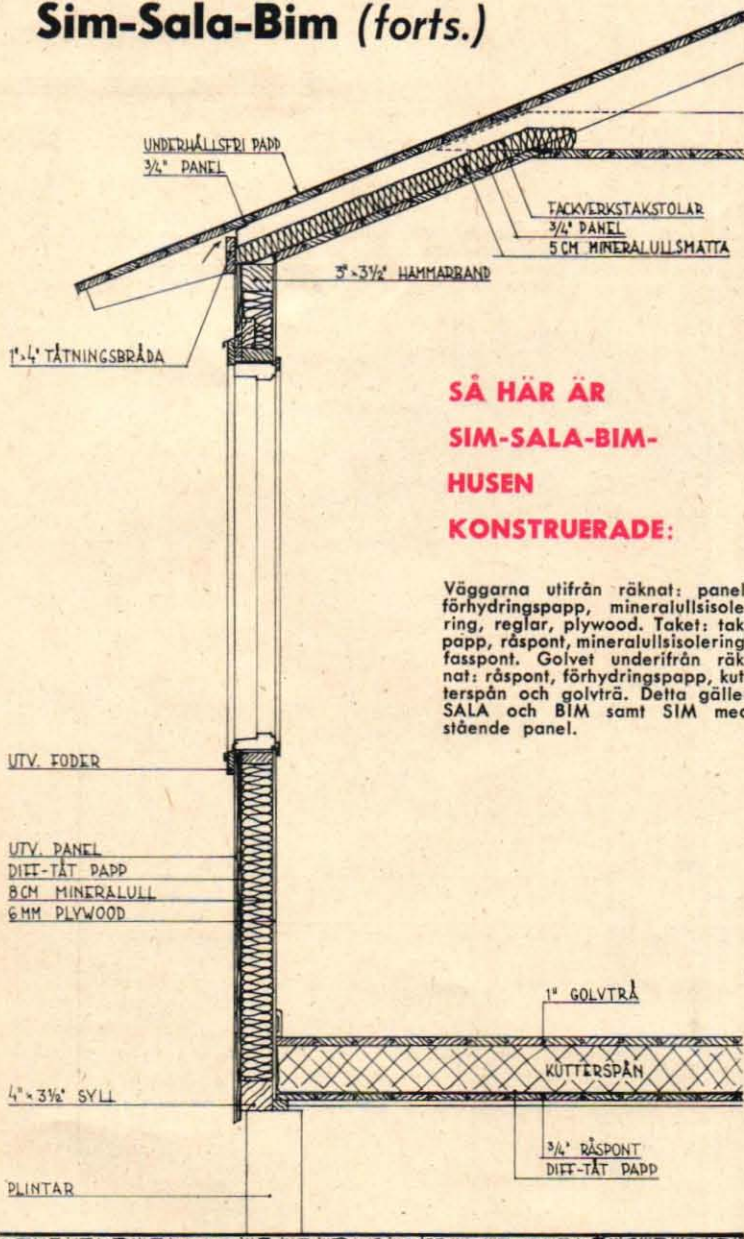 Sim-Sala-Bim (forts.)
UNDERHÅLLSFRI PAPP
3/4" PANEL
FACKVERKSTAKSTOLAR
3/4" PANEL
5 CM MINERALULLSMATTA
3"×3½" HAMMARBAND
1"×4" TÄTNINGSBRÄDA
SÅ HÄR ÄR
SIM-SALA-BIM-
HUSEN
KONSTRUERADE:
Väggarna utifrån räknat: panel
förhydringspapp, mineralullsisole
ring, reglar, plywood. Taket: tak
papp, råspont, mineralullsisolering
fasspont. Golvet underifrån räk
nat: råspont, förhydringspapp, kut
terspån och golvträ. Detta gälle
SALA och BIM samt SIM med
stående panel.
UTV. FODER
UTV. PANEL
DIFF-TÄT PAPP
8 CM MINERALULL
6 MM PLYWOOD
1" GOLVTRÄ
KUTTERSPÅN
4"×3½" SYLL
3/4" RÅSPONT
DIFF-TÄT PAPP
PLINTAR